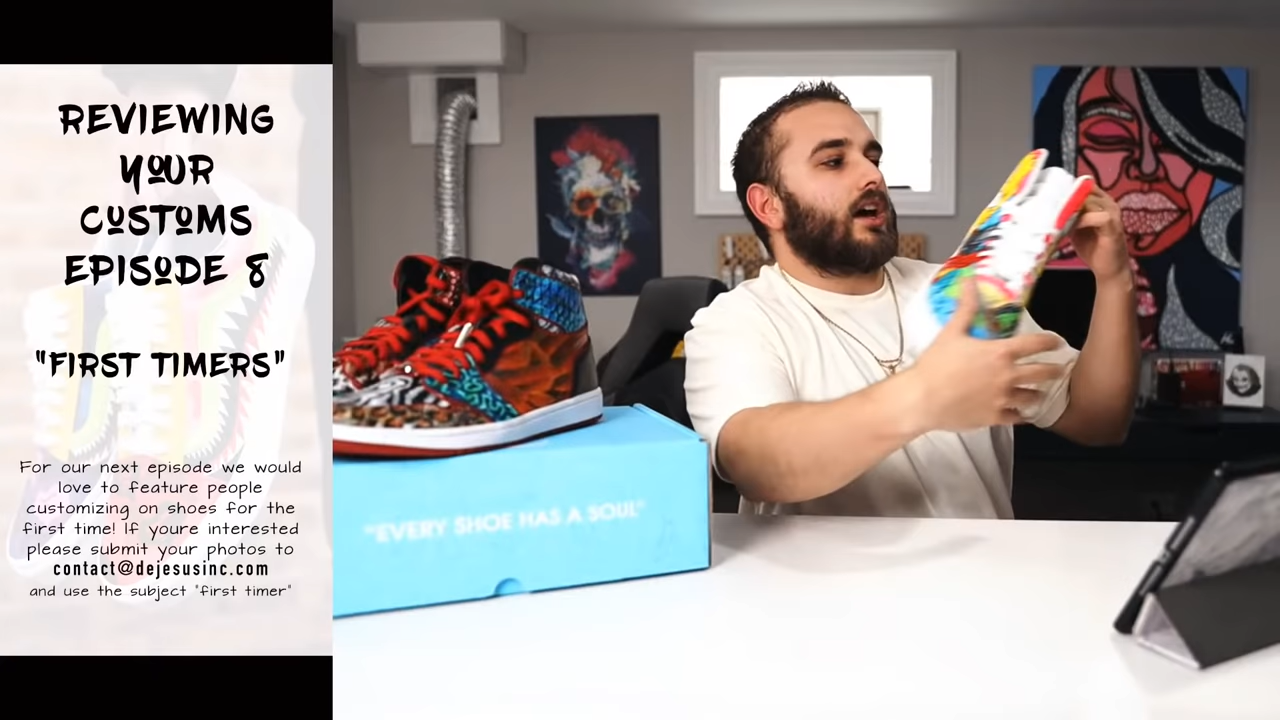 REVIEWING
YOUR
CUSTOMS
EPISODE 8
"FIRST TIMERS"
For our next episode we would
love to feature people
customizing on shoes for the
first time! If youre interested
please submit your photos to
contact@dejesusinc.com
and use the subject "first timer"
"EVERY SHOE HAS A SOUL"